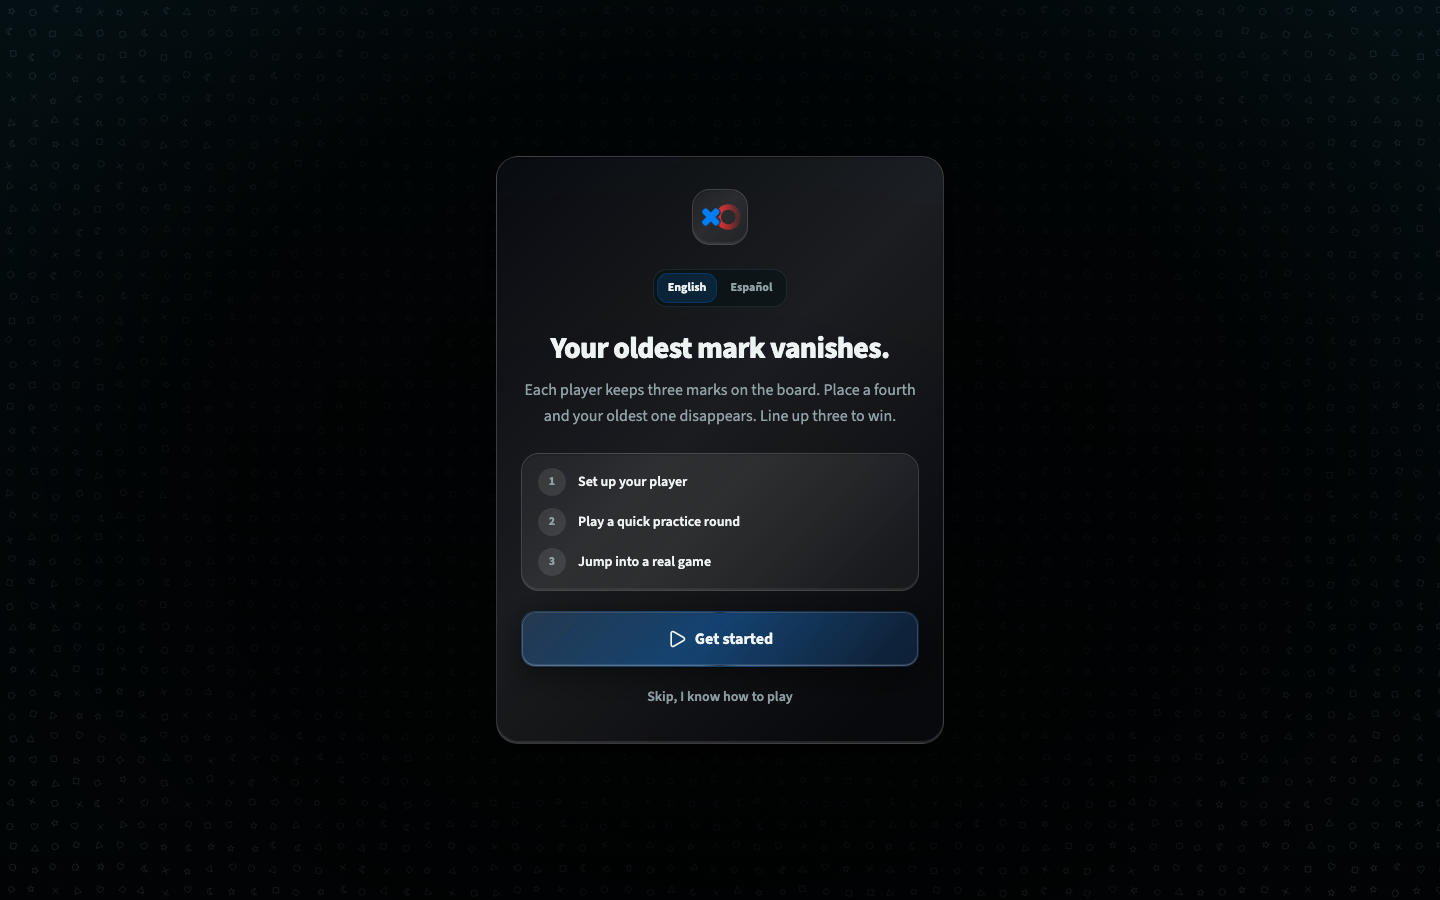 English
Español
Your oldest mark vanishes.
Each player keeps three marks on the board. Place a fourth
and your oldest one disappears. Line up three to win.
1 Set up your player
2 Play a quick practice round
3 Jump into a real game
Get started
Skip, I know how to play